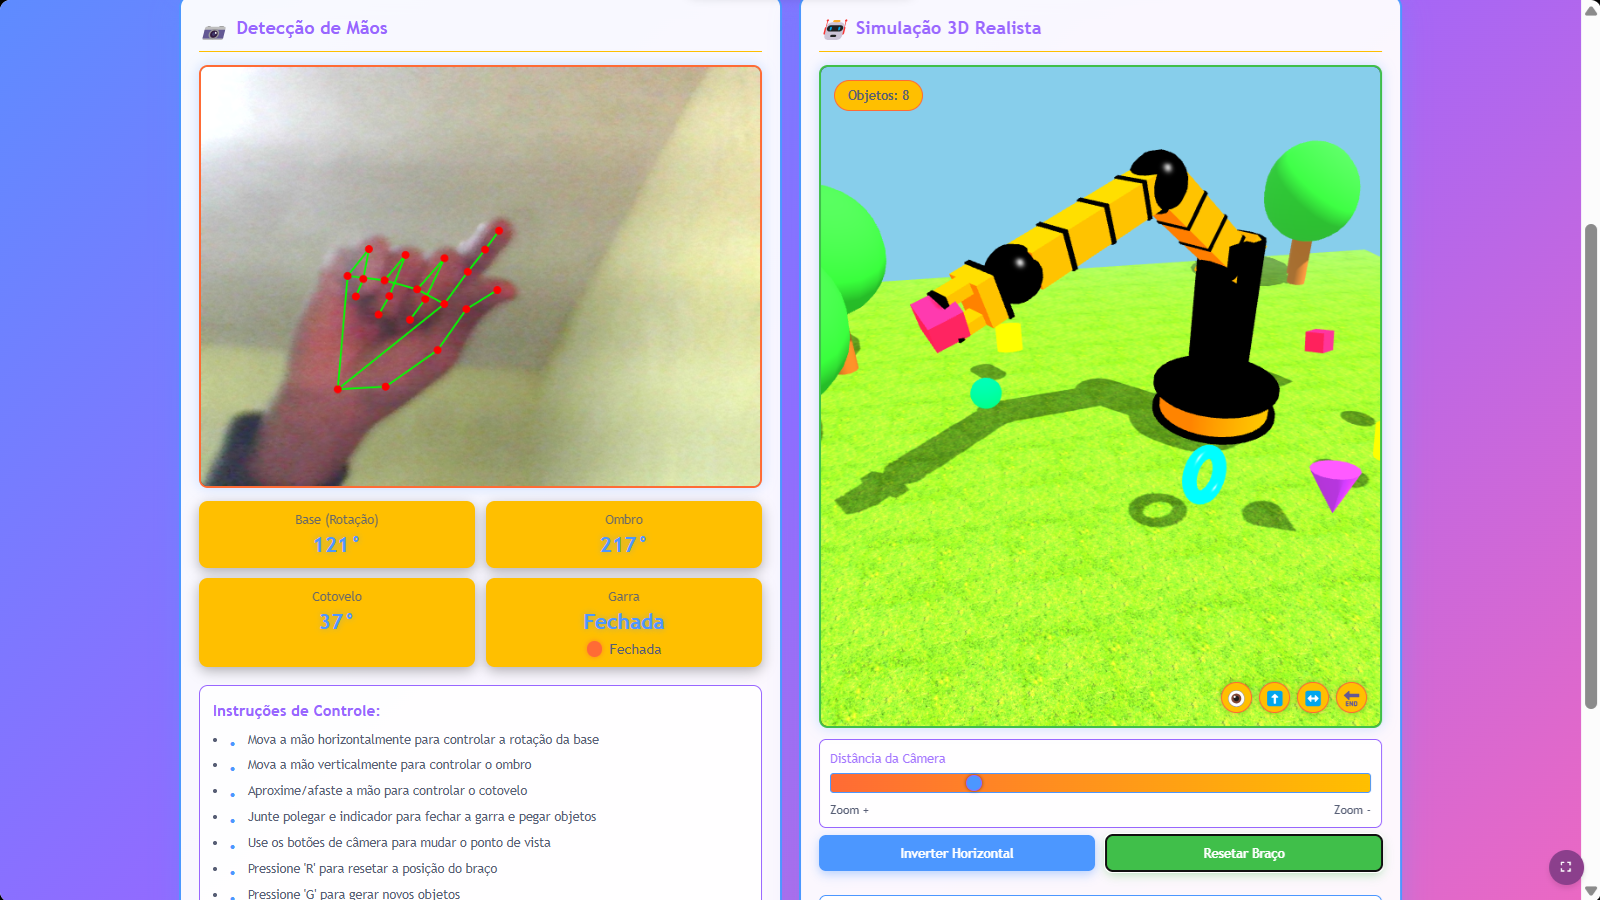 Detecção de Mãos
Base (Rotação)
121°
Ombro
217°
Cotovelo
37°
Garra
Fechada
Fechada
Instruções de Controle:
Mova a mão horizontalmente para controlar a rotação da base
Mova a mão verticalmente para controlar o ombro
Aproxime/afaste a mão para controlar o cotovelo
Junte polegar e indicador para fechar a garra e pegar objetos
Use os botões de câmera para mudar o ponto de vista
Pressione 'R' para resetar a posição do braço
Pressione 'G' para gerar novos objetos
Simulação 3D Realista
Objetos: 8
END
Distância da Câmera
Zoom +
Zoom -
Inverter Horizontal
Resetar Braço